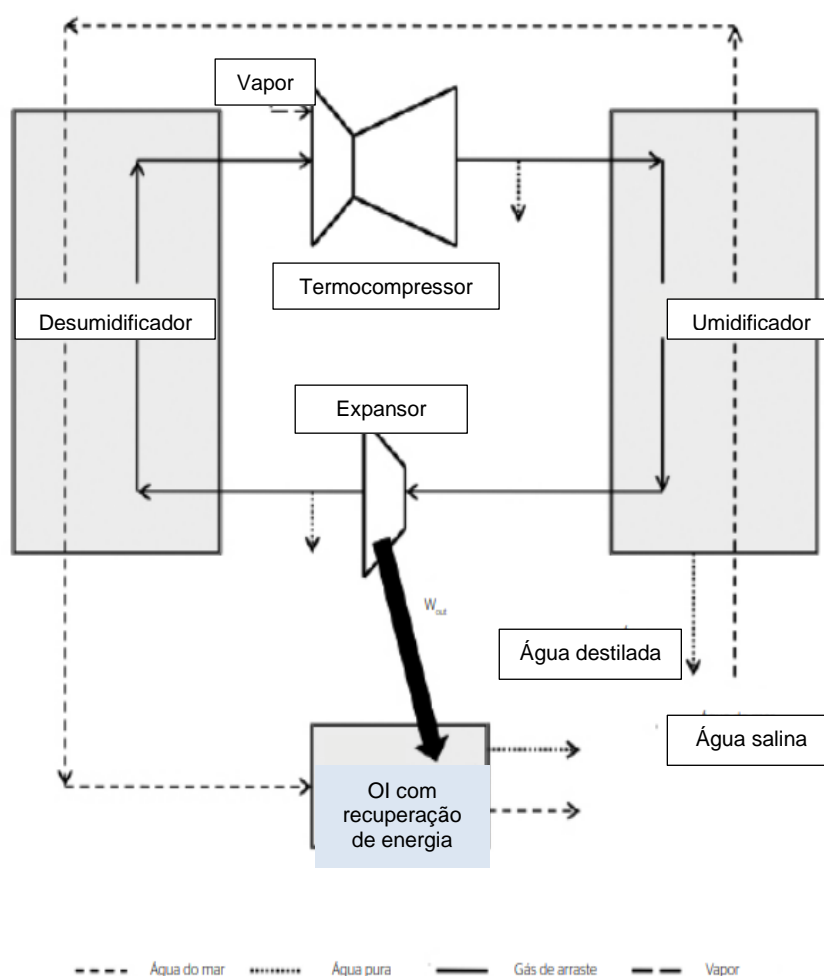 Vapor
Termocompressor
Desumidificador
Umidificador
Expansor
W out
Água destilada
Água salina
OI com
recuperação
de energia
Água do mar
Água pura
Gás de arraste
Vapor